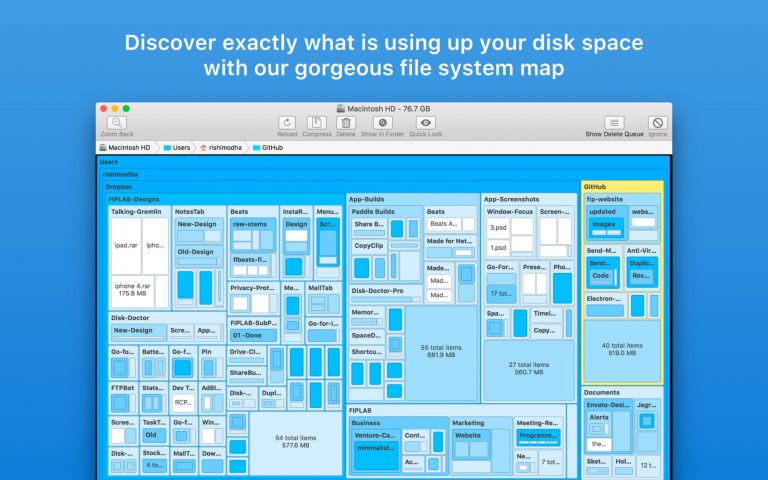 Discover exactly what is using up your disk space
with our gorgeous file system map
Macintosh HD - 76.7 GB
Zoom Back
Reload
Compress
Delete
Show in Finder
Quick Look
Show Delete Queue
Ignore
Macintosh HD
Users
rishimodha
GitHub
Users
rishimodha
Dropbox
FIPLAB-Designs
Talking-Gremlin
ipad.rar
ipho...
iphone 4.rar
175.8 MB
NotesTab
New-Design
Old-Design
Beats
raw-stems
flbeats-fi...
InstaR...
Design
Menu...
Scr...
Privacy-Prot...
Me...
MailTab
FIPLAB-SubP...
01 -Done
Go-for-I...
Disk-Doctor
New-Design
Scre...
App...
Go-fo...
Batto...
Go-f...
Pin
Drive-Cl...
ShareBu...
FTPBot
Stats...
Dev T...
RCP...
AdBl...
Disk-...
Dupl...
Scree...
TaskT...
Old
Go-f...
Win...
Disk-...
Stock...
4 to...
MailT...
Dow...
54 total items
577.6 MB
App-Builds
Paddle Builds
Share B...
CopyClip
Beats
Beats A...
Made for Net...
Disk-Doctor-Pro
Made...
Mad...
Mad...
Memor...
SpaceD...
Shortcu...
55 total items
681.9 MB
App-Screenshots
Window-Focus
3.psd
1.psd
Screen-...
Go-For...
17 tot...
Prese...
Pho...
Spa...
Timel...
Copy...
27 total items
560.7 MB
FIPLAB
Business
Venture-Ca...
minimalist...
Cont...
Ac...
Marketing
Website
Meeting-Re...
Programm...
Ne...
7 tot...
GitHub
fip-website
updated
images
webs...
Send-M...
Send...
Code
Anti-Vir...
Duplic...
Res...
Electron-...
40 total items
519.0 MB
Documents
Envato-Desi...
Alerta
the...
Jagr...
Sket...
Hol...
12 t...